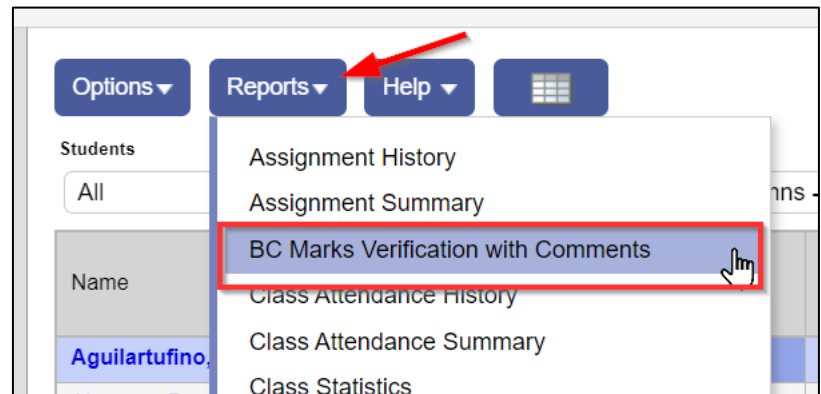 Options▾ Reports▾ Help ▾
Students
All
Assignment History
Assignment Summary
BC Marks Verification with Comments
Name
Class Attendance History
Class Attendance Summary
Aguilartufino,
Class Statistics